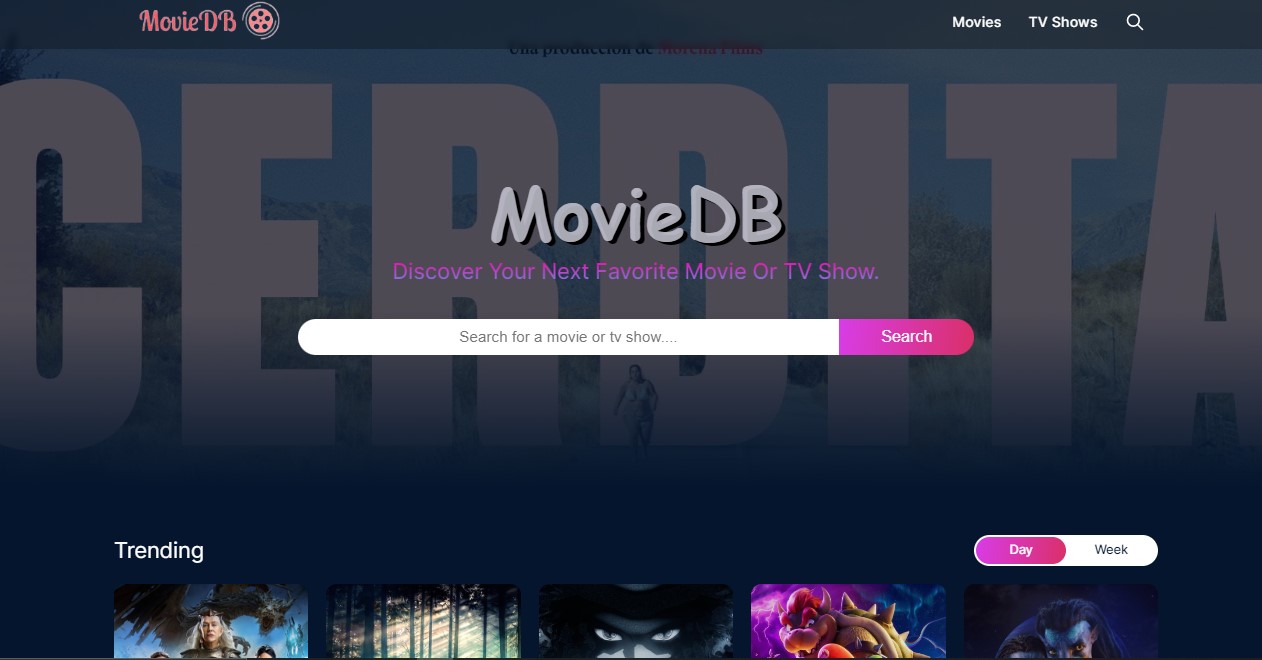 MovieDB
Movies
TV Shows
Una producción de Morena Films
CERDITA
MovieDB
Discover Your Next Favorite Movie Or TV Show.
Search for a movie or tv show....
Search
Trending
Day
Week